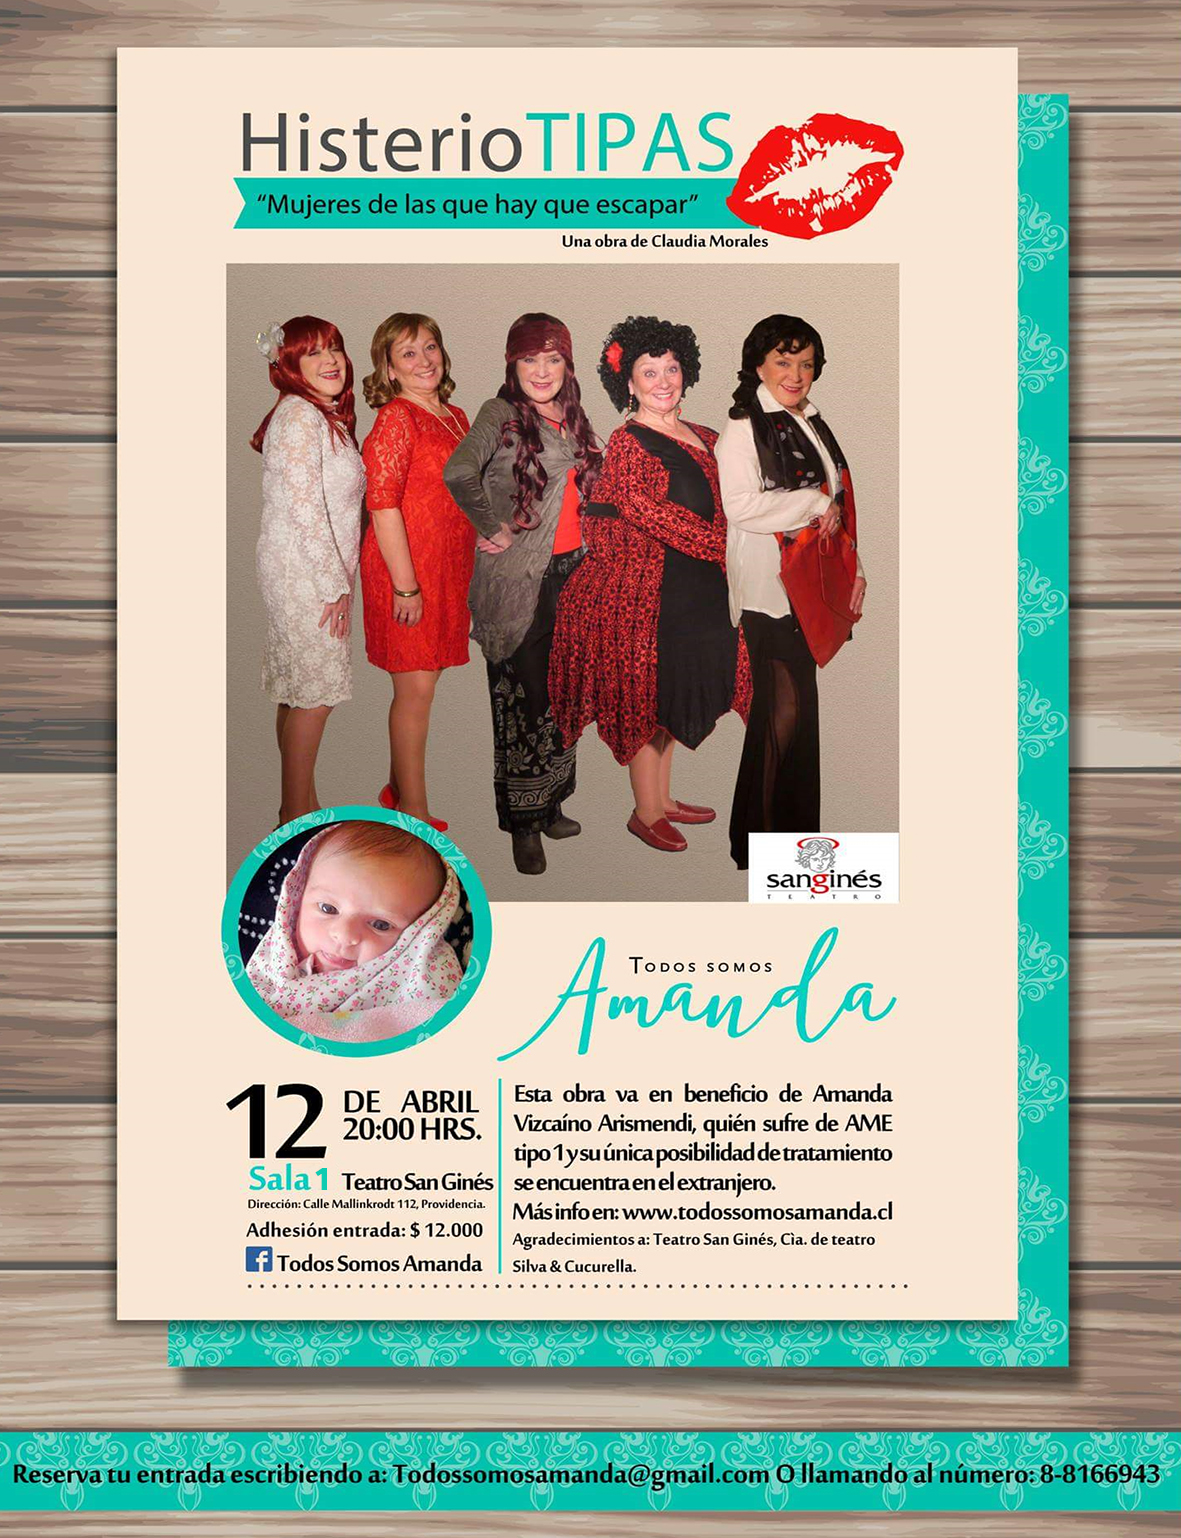 HisterioTIPAS
“Mujeres de las que hay que escapar”
Una obra de Claudia Morales
sanginés
TEATRO
TODOS SOMOS
Amanda
12 DE ABRIL
20:00 HRS.
Sala 1 Teatro San Ginés
Dirección: Calle Mallinkrodt 112, Providencia.
Adhesión entrada: $ 12.000
f Todos Somos Amanda
Esta obra va en beneficio de Amanda
Vizcaíno Arismendi, quién sufre de AME
tipo 1 y su única posibilidad de tratamiento
se encuentra en el extranjero.
Más info en: www.todossomosamanda.cl
Agradecimientos a: Teatro San Ginés, Cìa. de teatro
Silva & Cucurella.
Reserva tu entrada escribiendo a: Todossomosamanda@gmail.com O llamando al número: 8-8166943